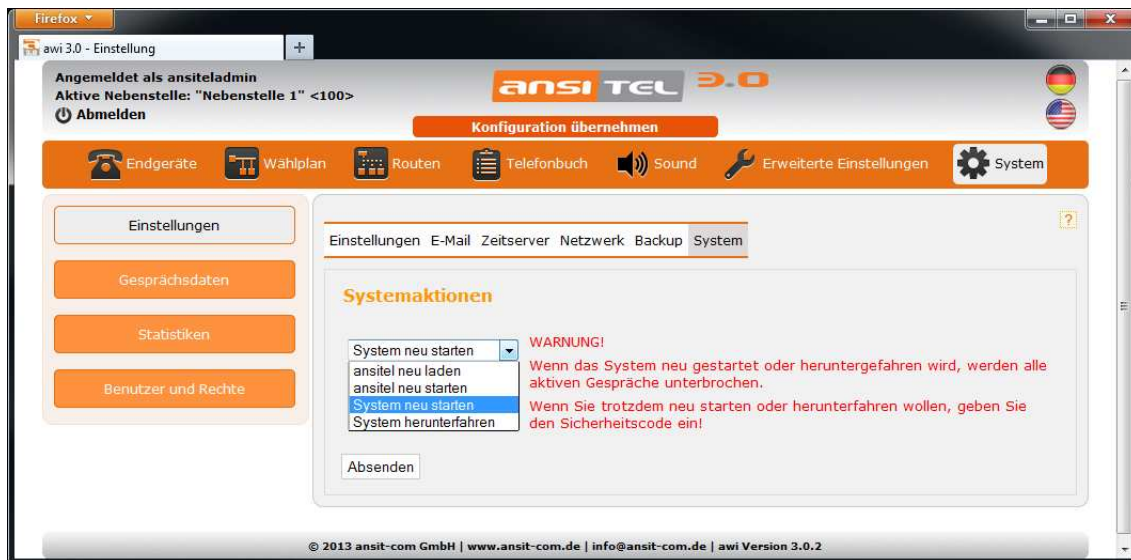 Firefox
awi 3.0 - Einstellung
Angemeldet als ansiteladmin
Aktive Nebenstelle: "Nebenstelle 1" <100>
Abmelden
ansi TEL 3.0
Konfiguration übernehmen
Endgeräte Wählplan Routen Telefonbuch Sound Erweiterte Einstellungen System
Einstellungen
Gesprächsdaten
Statistiken
Benutzer und Rechte
?
Einstellungen E-Mail Zeitserver Netzwerk Backup System
Systemaktionen
System neu starten
ansitel neu laden
ansitel neu starten
System neu starten
System herunterfahren
WARNUNG!
Wenn das System neu gestartet oder heruntergefahren wird, werden alle
aktiven Gespräche unterbrochen.
Wenn Sie trotzdem neu starten oder herunterfahren wollen, geben Sie
den Sicherheitscode ein!
Absenden
© 2013 ansit-com GmbH | www.ansit-com.de | info@ansit-com.de | awi Version 3.0.2